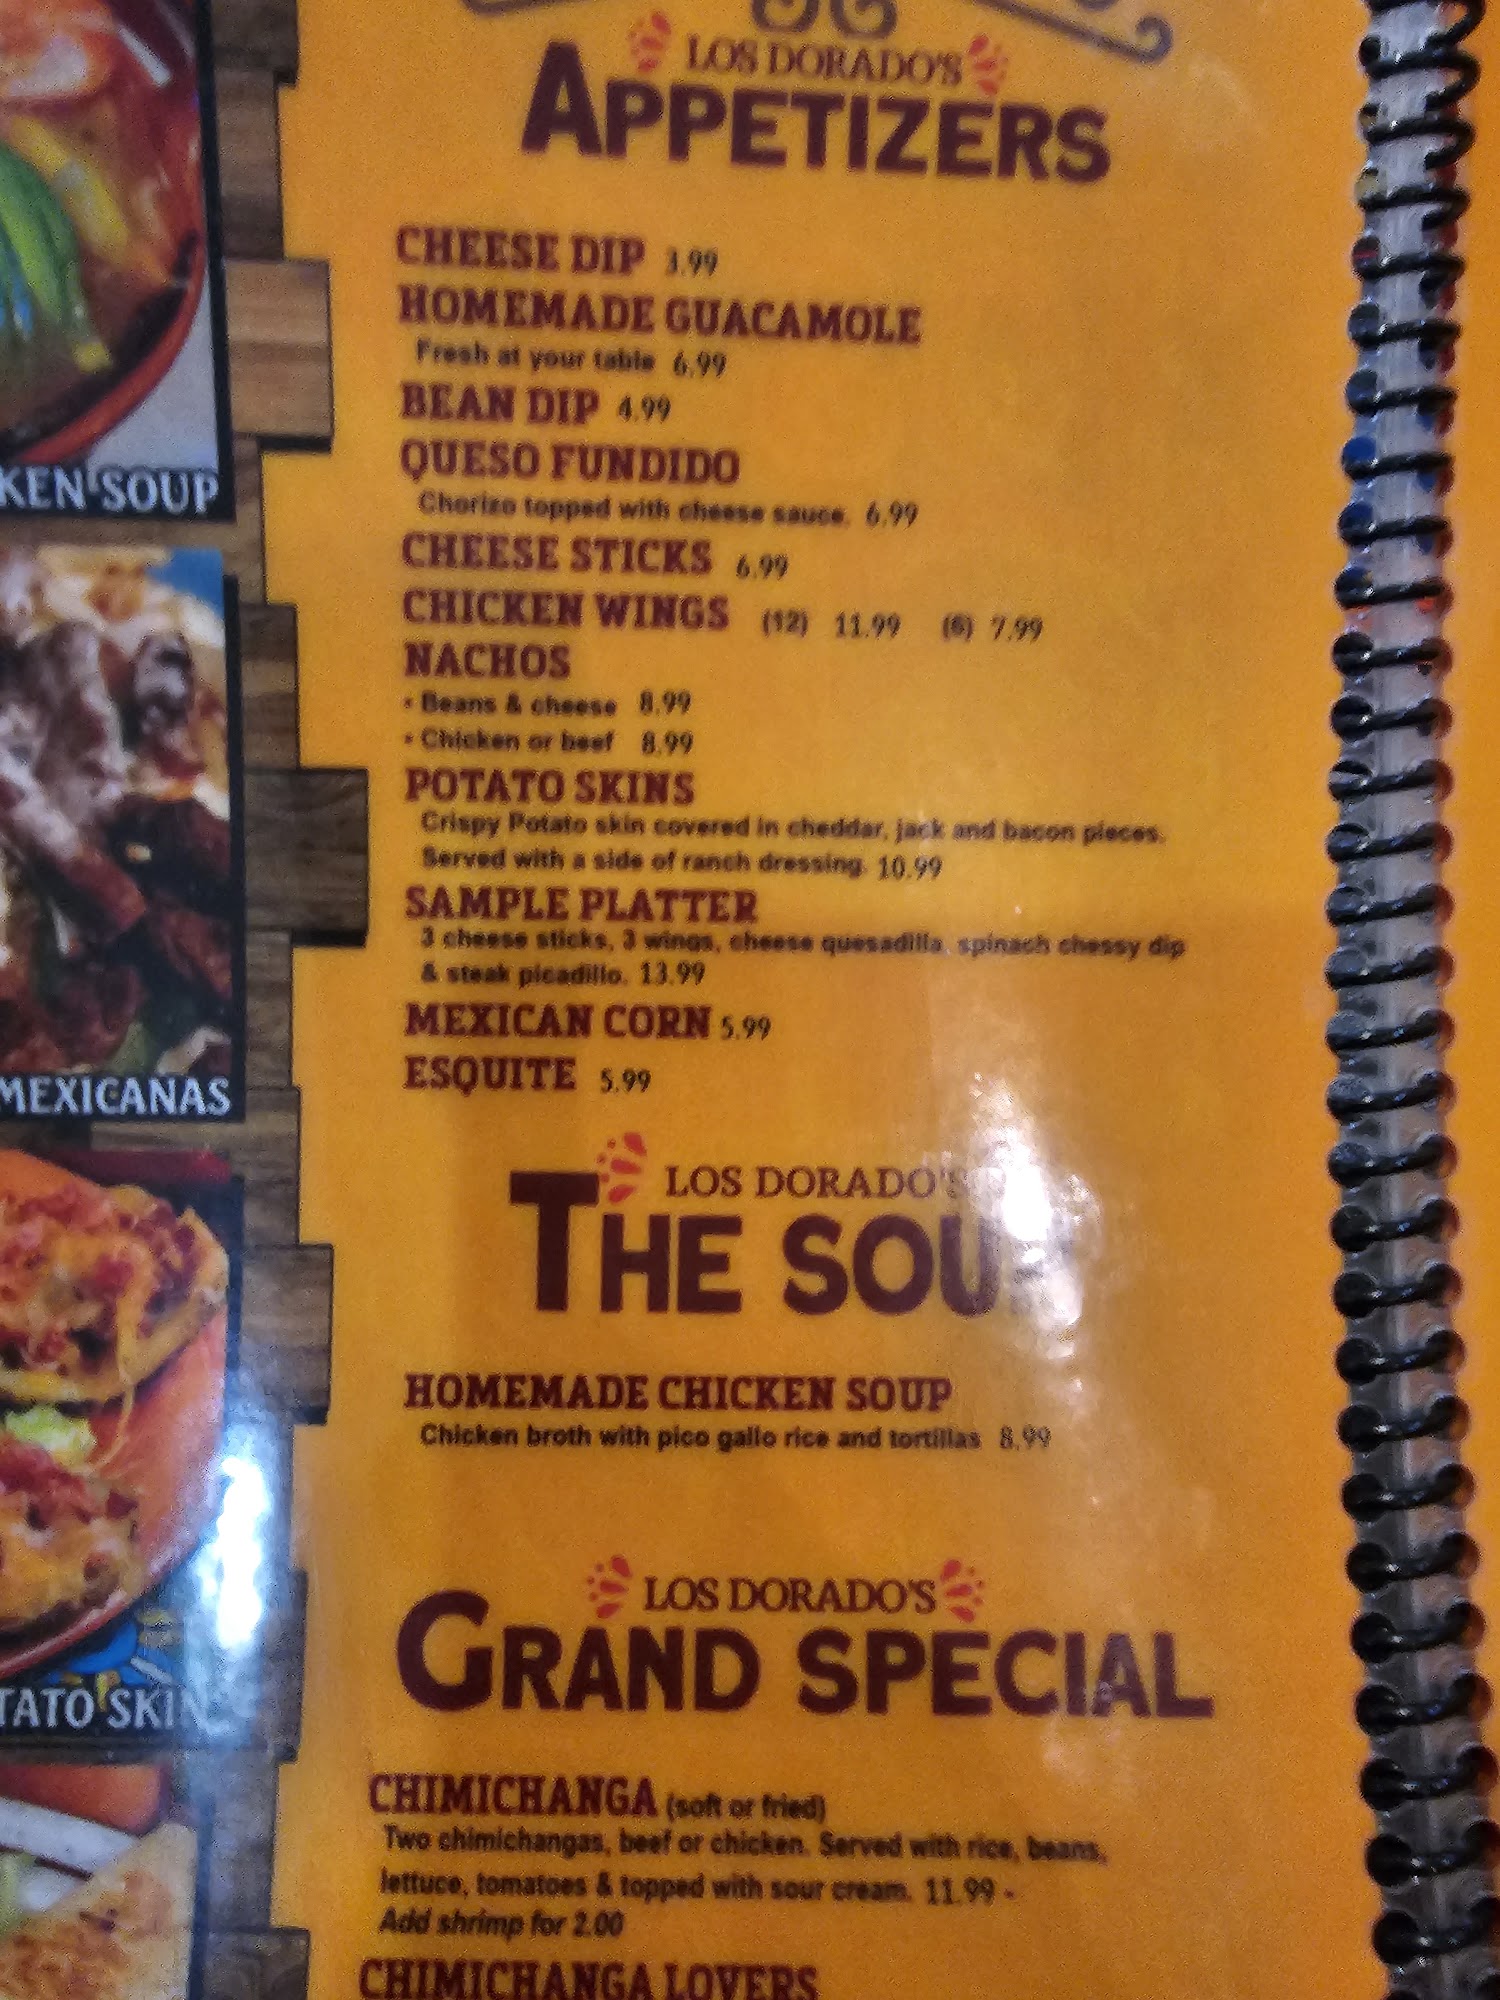 LOS DORADO'S
APPETIZERS
CHEESE DIP 3.99
HOMEMADE GUACAMOLE
Fresh at your table 6.99
BEAN DIP 4.99
QUESO FUNDIDO
Chorizo topped with cheese sauce. 6.99
CHEESE STICKS 6.99
CHICKEN WINGS (12) 11.99 (6) 7.99
NACHOS
• Beans & cheese 8.99
• Chicken or beef 8.99
POTATO SKINS
Crispy Potato skin covered in cheddar, jack and bacon pieces.
Served with a side of ranch dressing. 10.99
SAMPLE PLATTER
3 cheese sticks, 3 wings, cheese quesadilla, spinach chessy dip
& steak picadillo. 13.99
MEXICAN CORN 5.99
ESQUITE 5.99
LOS DORADO'S
THE SOUP
HOMEMADE CHICKEN SOUP
Chicken broth with pico gallo rice and tortillas 8.99
LOS DORADO'S
GRAND SPECIAL
CHIMICHANGA (soft or fried)
Two chimichangas, beef or chicken. Served with rice, beans,
lettuce, tomatoes & topped with sour cream. 11.99 -
Add shrimp for 2.00
CHIMICHANGA LOVERS
KEN SOUP
MEXICANAS
TATO SKIN